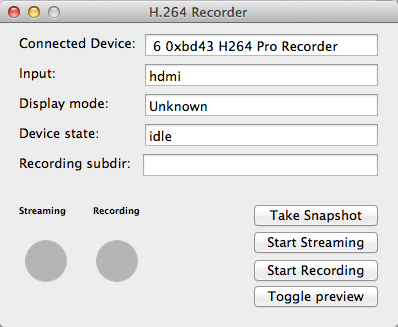 H.264 Recorder
Connected Device: 6 0xbd43 H264 Pro Recorder
Input: hdmi
Display mode: Unknown
Device state: idle
Recording subdir:
Streaming Recording
Take Snapshot
Start Streaming
Start Recording
Toggle preview